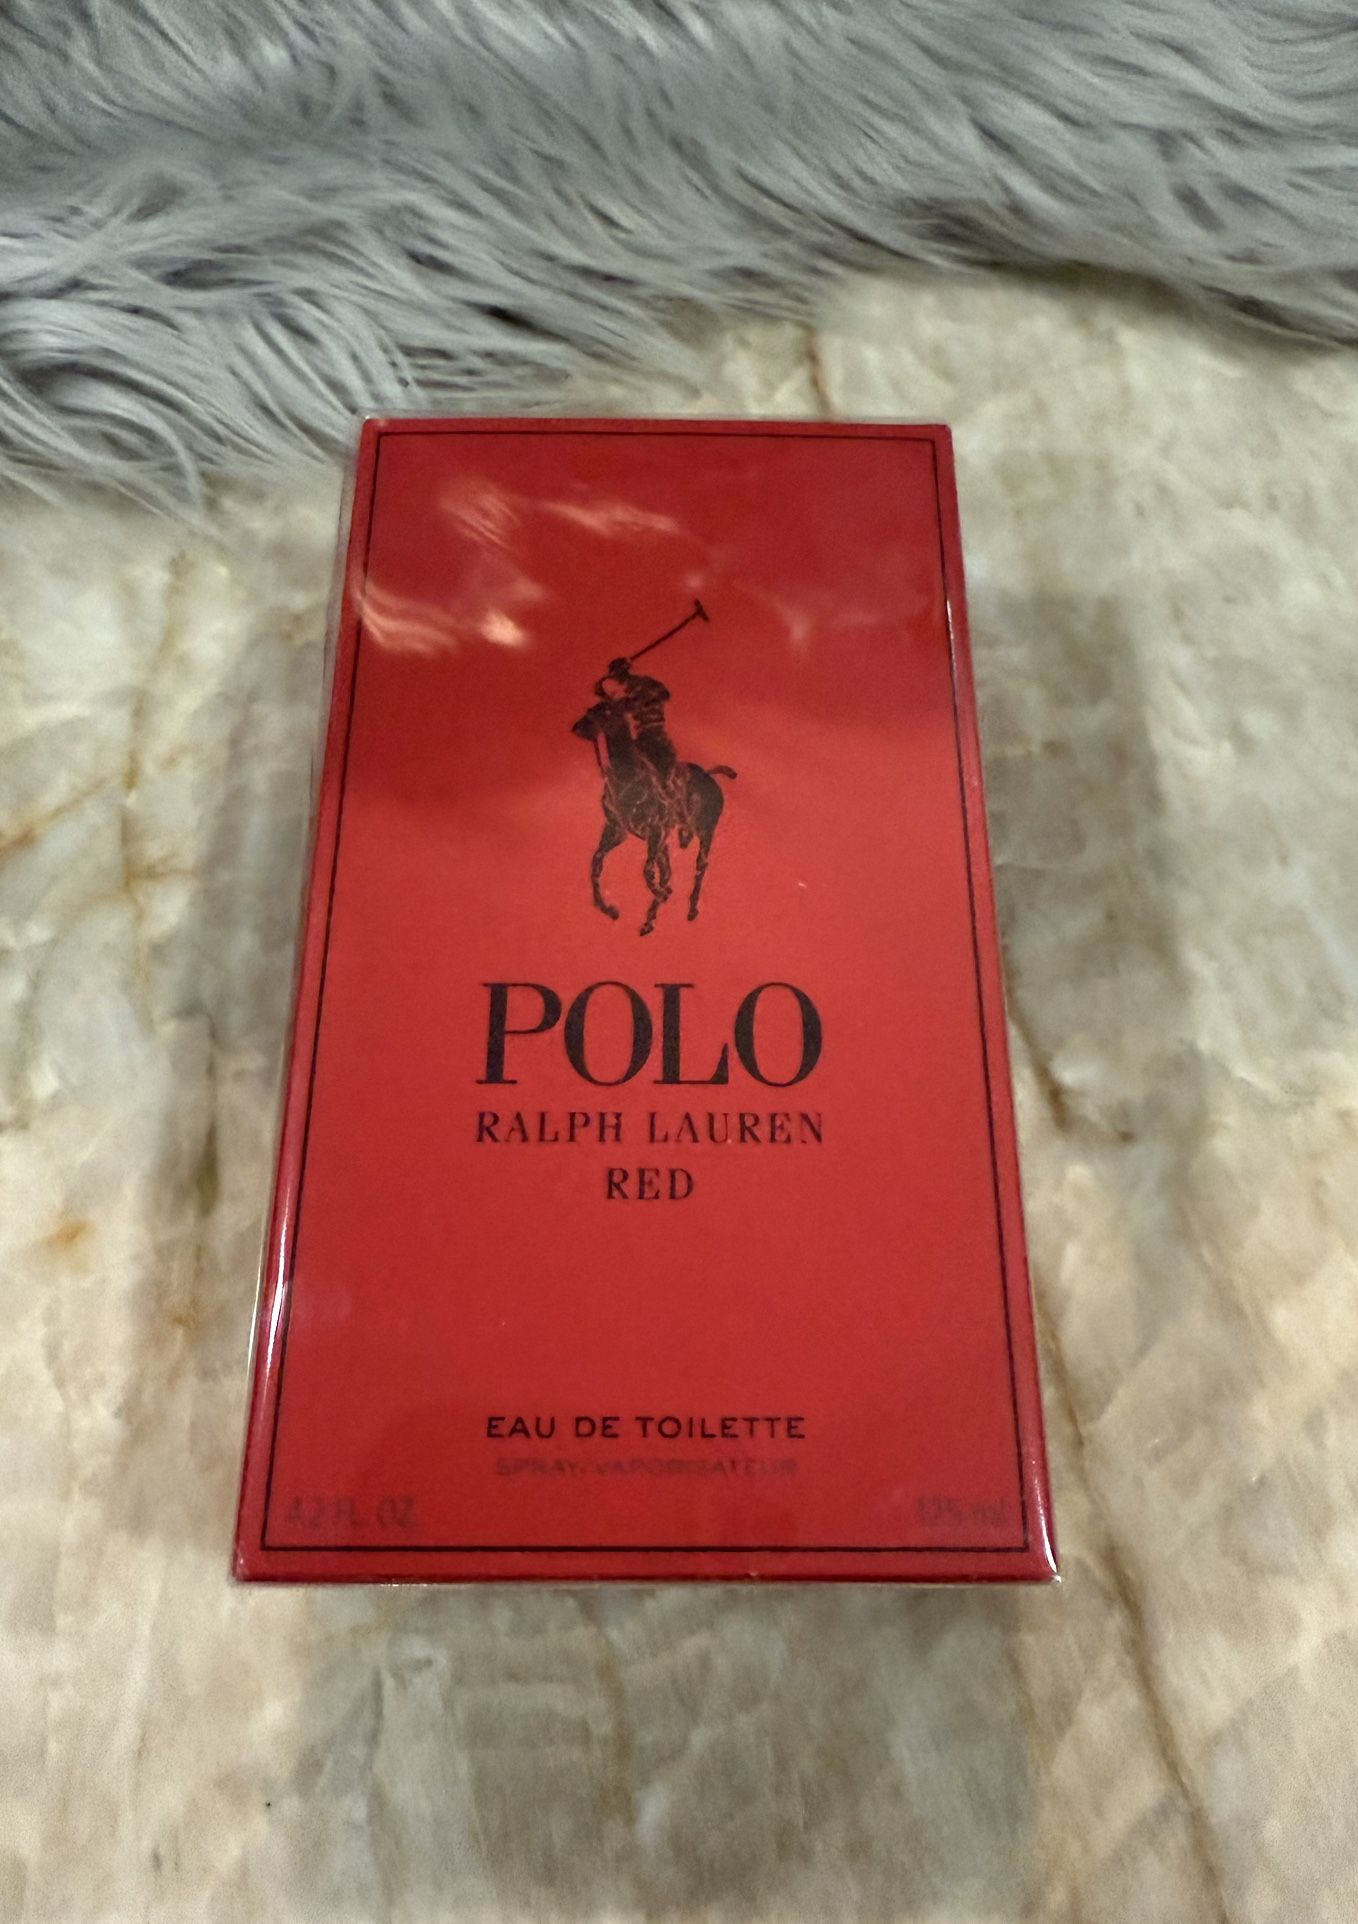 POLO
RALPH LAUREN
RED
EAU DE TOILETTE
SPRAY. VAPORISATEUR
4.2 FL OZ 125 ml